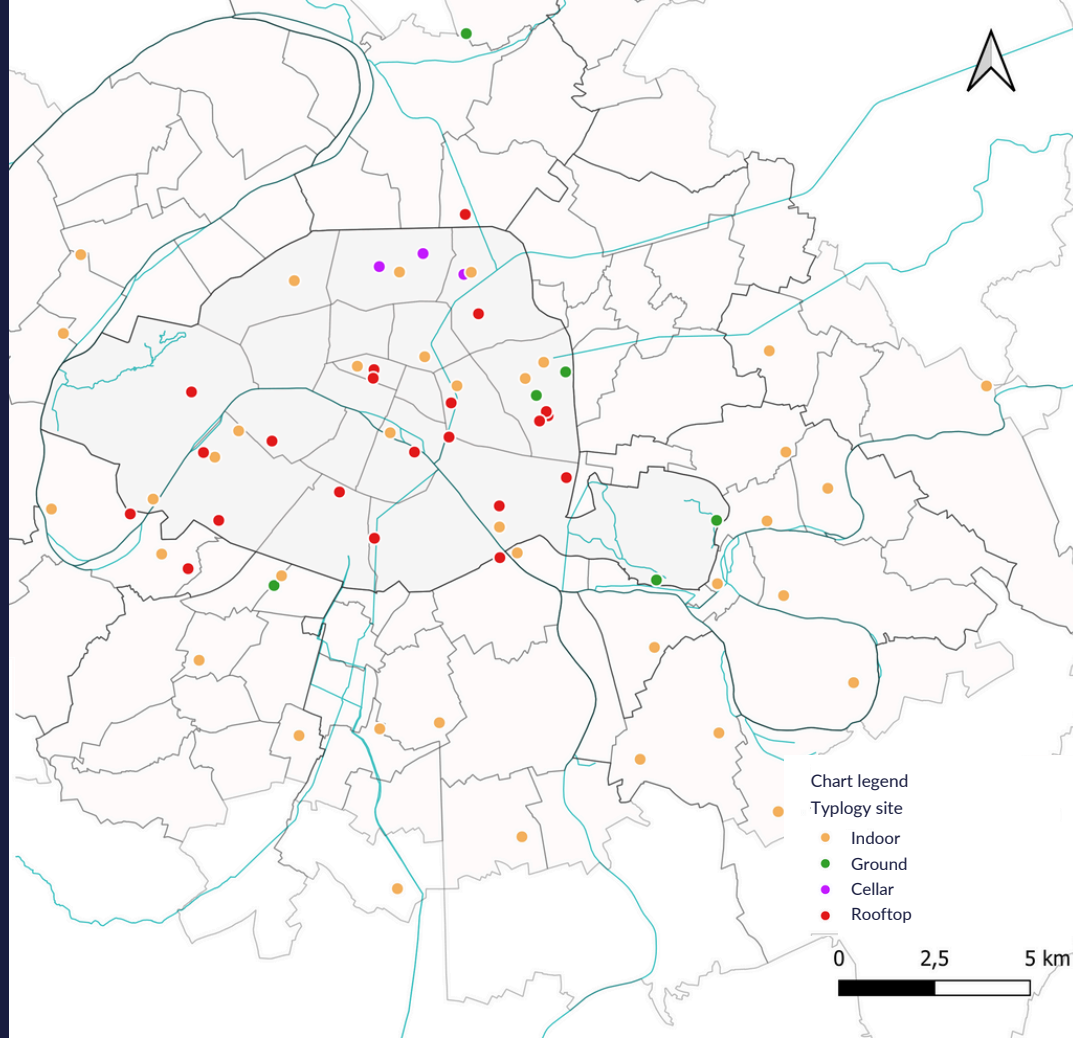 Chart legend
Typlogy site
Indoor
Ground
Cellar
Rooftop
0 2,5 5 km